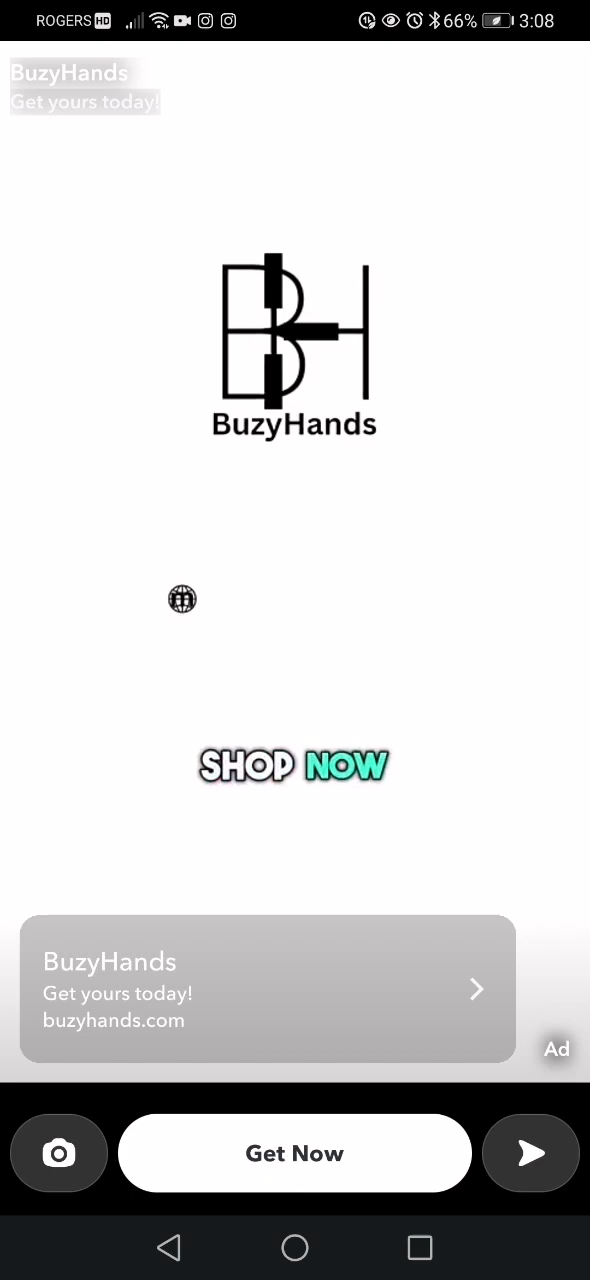 ROGERS HD 66% 3:08
BuzyHands
Get yours today!
BH
BuzyHands
m
SHOP NOW
BuzyHands
Get yours today!
buzyhands.com
Ad
Get Now